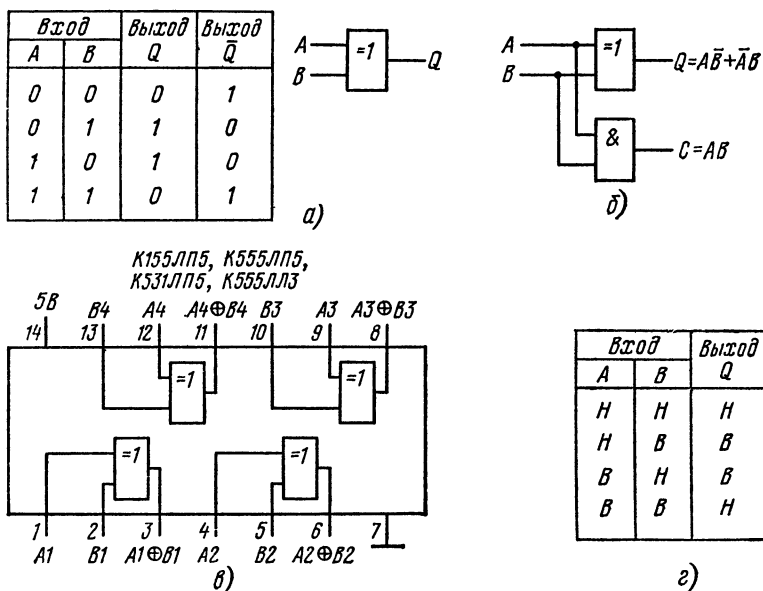 Вход Выход Выход
A B Q Q̄
0 0 0 1
0 1 1 0
1 0 1 0
1 1 0 1
A
B
=1
Q
а)
A
B
=1
Q=AB̄+ĀB
&
C=AB
б)
К155ЛП5, К555ЛП5,
К531ЛП5, К555ЛЛ3
5В B4 A4 A4⊕B4 B3 A3 A3⊕B3
14 13 12 11 10 9 8
=1 =1
=1 =1
1 2 3 4 5 6 7
A1 B1 A1⊕B1 A2 B2 A2⊕B2
в)
Вход Выход
A B Q
Н Н Н
Н В В
В Н В
В В Н
г)